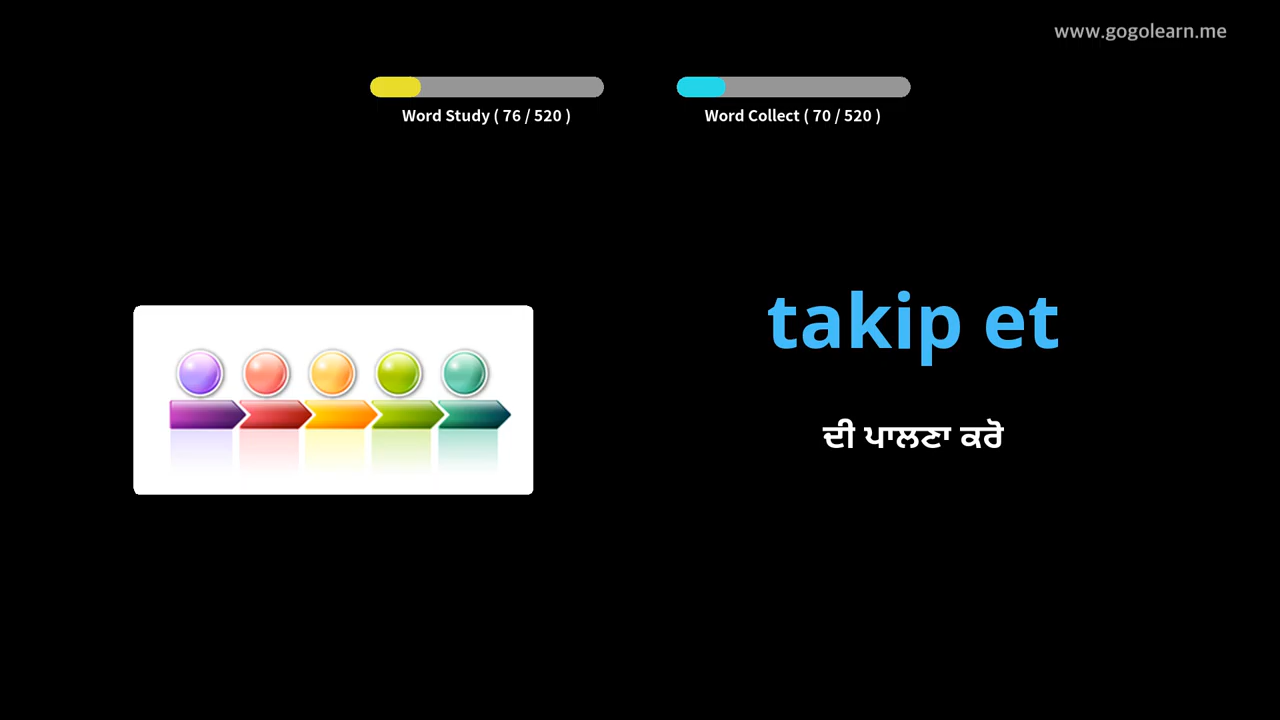 www.gogolearn.me
Word Study ( 76 / 520 )
Word Collect ( 70 / 520 )
takip et
ਦੀ ਪਾਲਣਾ ਕਰੋ